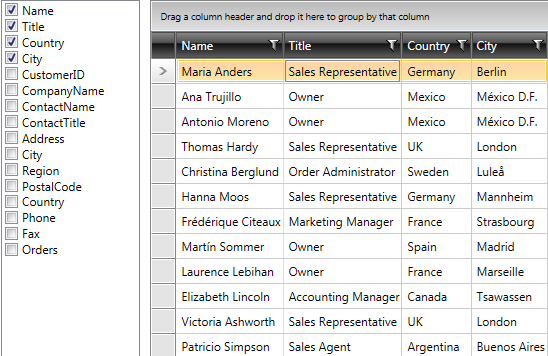 Name
Title
Country
City
CustomerID
CompanyName
ContactName
ContactTitle
Address
City
Region
PostalCode
Country
Phone
Fax
Orders
Drag a column header and drop it here to group by that column
Name Title Country City
Maria Anders Sales Representative Germany Berlin
Ana Trujillo Owner Mexico México D.F.
Antonio Moreno Owner Mexico México D.F.
Thomas Hardy Sales Representative UK London
Christina Berglund Order Administrator Sweden Luleå
Hanna Moos Sales Representative Germany Mannheim
Frédérique Citeaux Marketing Manager France Strasbourg
Martín Sommer Owner Spain Madrid
Laurence Lebihan Owner France Marseille
Elizabeth Lincoln Accounting Manager Canada Tsawassen
Victoria Ashworth Sales Representative UK London
Patricio Simpson Sales Agent Argentina Buenos Aires